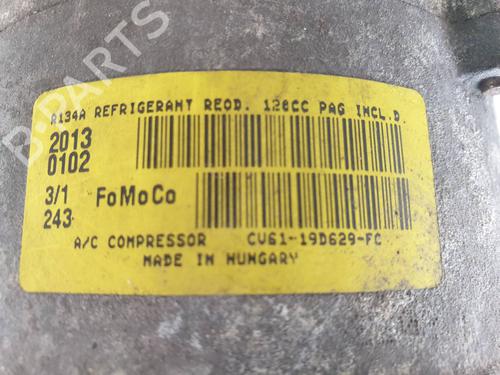 R134A REFRIGERANT REQD. 120CC PAG INCL.D.
2013
0102
3/1 FoMoCo
243
A/C COMPRESSOR CV61-19D629-FC
MADE IN HUNGARY
B-PARTS